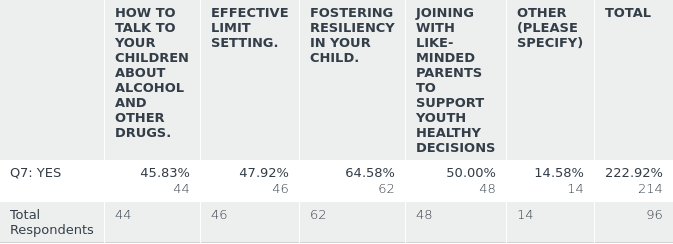 HOW TO TALK TO YOUR CHILDREN ABOUT ALCOHOL AND OTHER DRUGS.
EFFECTIVE LIMIT SETTING.
FOSTERING RESILIENCY IN YOUR CHILD.
JOINING WITH LIKE-MINDED PARENTS TO SUPPORT YOUTH HEALTHY DECISIONS
OTHER (PLEASE SPECIFY)
TOTAL
Q7: YES 45.83% 47.92% 64.58% 50.00% 14.58% 222.92%
44 46 62 48 14 214
Total Respondents 44 46 62 48 14 96